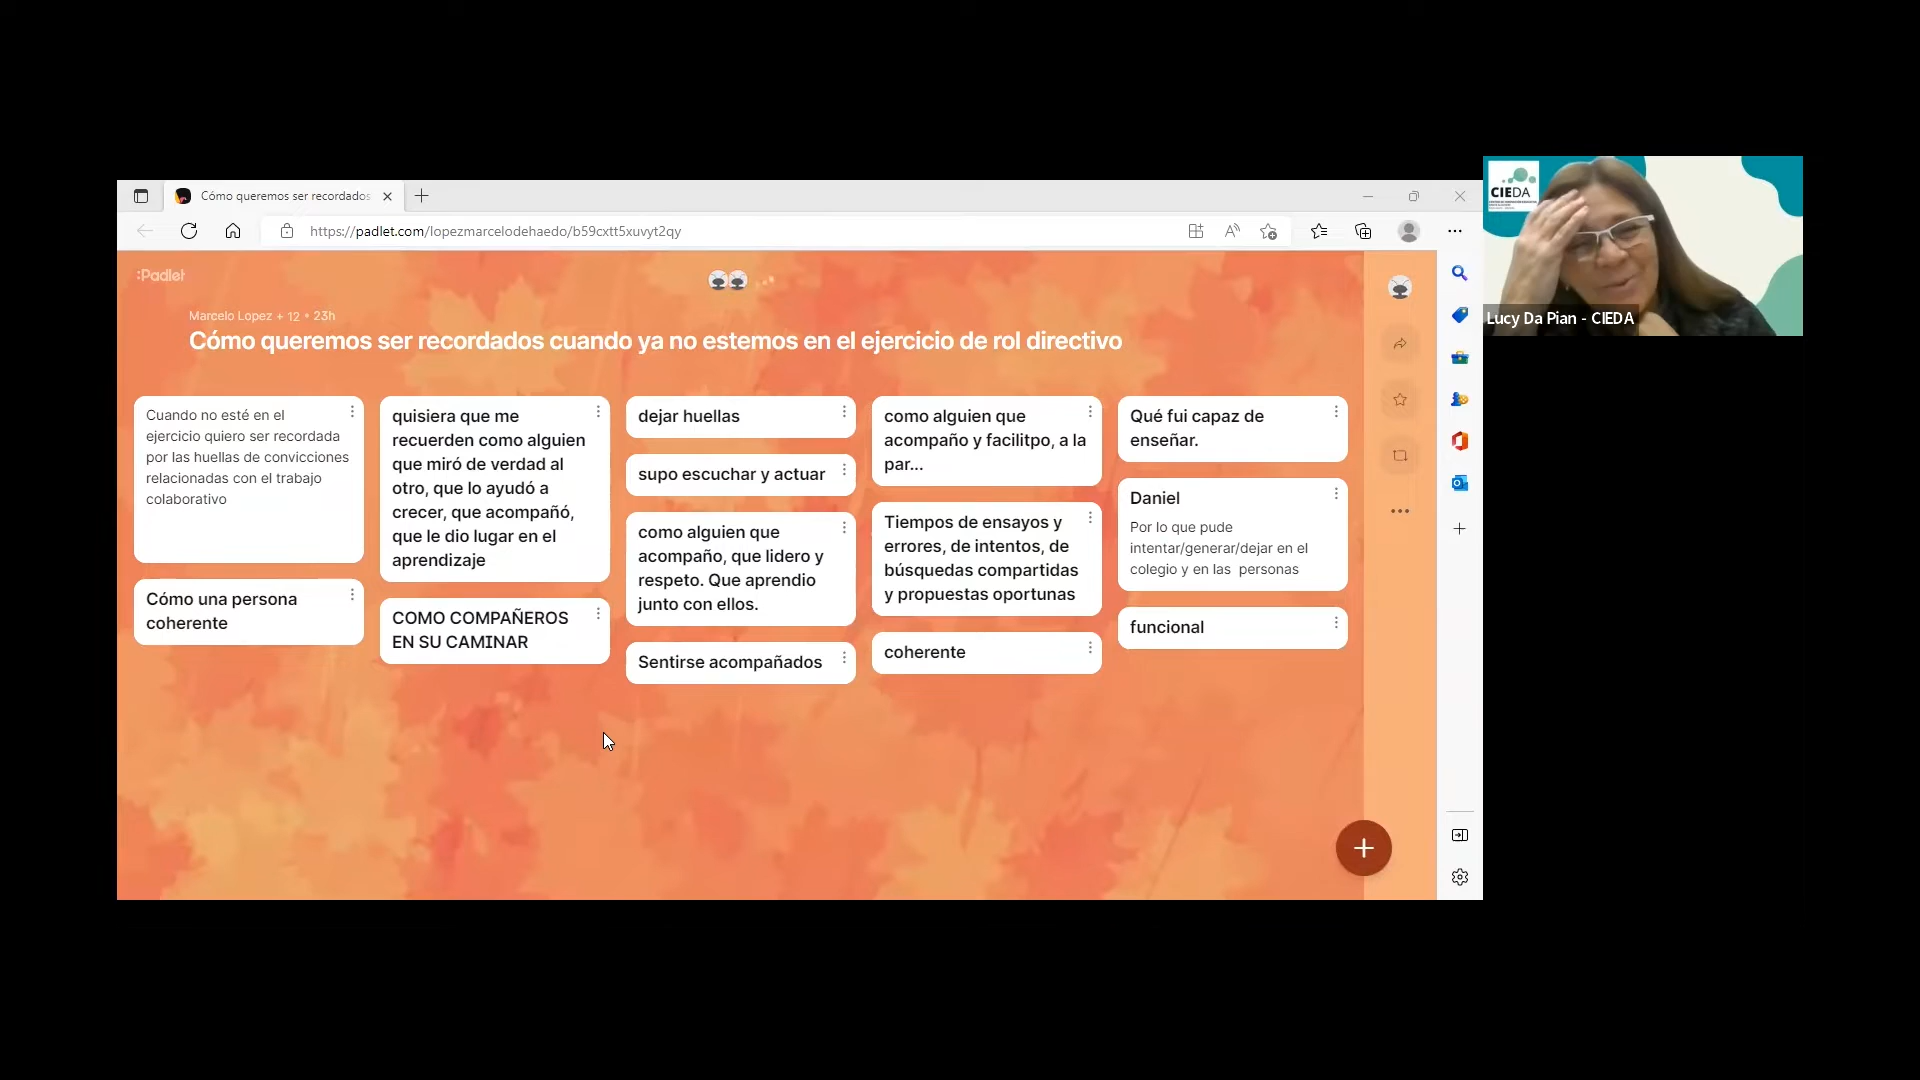 Cómo queremos ser recordados
https://padlet.com/lopezmarcelodehaedo/b59cxtt5xuvyt2qy
:Padlet
Marcelo Lopez + 12 • 23h
Cómo queremos ser recordados cuando ya no estemos en el ejercicio de rol directivo
Cuando no esté en el
ejercicio quiero ser recordada
por las huellas de convicciones
relacionadas con el trabajo
colaborativo
Cómo una persona
coherente
quisiera que me
recuerden como alguien
que miró de verdad al
otro, que lo ayudó a
crecer, que acompañó,
que le dio lugar en el
aprendizaje
COMO COMPAÑEROS
EN SU CAMINAR
dejar huellas
supo escuchar y actuar
como alguien que
acompaño, que lidero y
respeto. Que aprendio
junto con ellos.
Sentirse acompañados
como alguien que
acompaño y facilitpo, a la
par...
Tiempos de ensayos y
errores, de intentos, de
búsquedas compartidas
y propuestas oportunas
coherente
Qué fui capaz de
enseñar.
Daniel
Por lo que pude
intentar/generar/dejar en el
colegio y en las personas
funcional
CIEDA
Lucy Da Pian - CIEDA